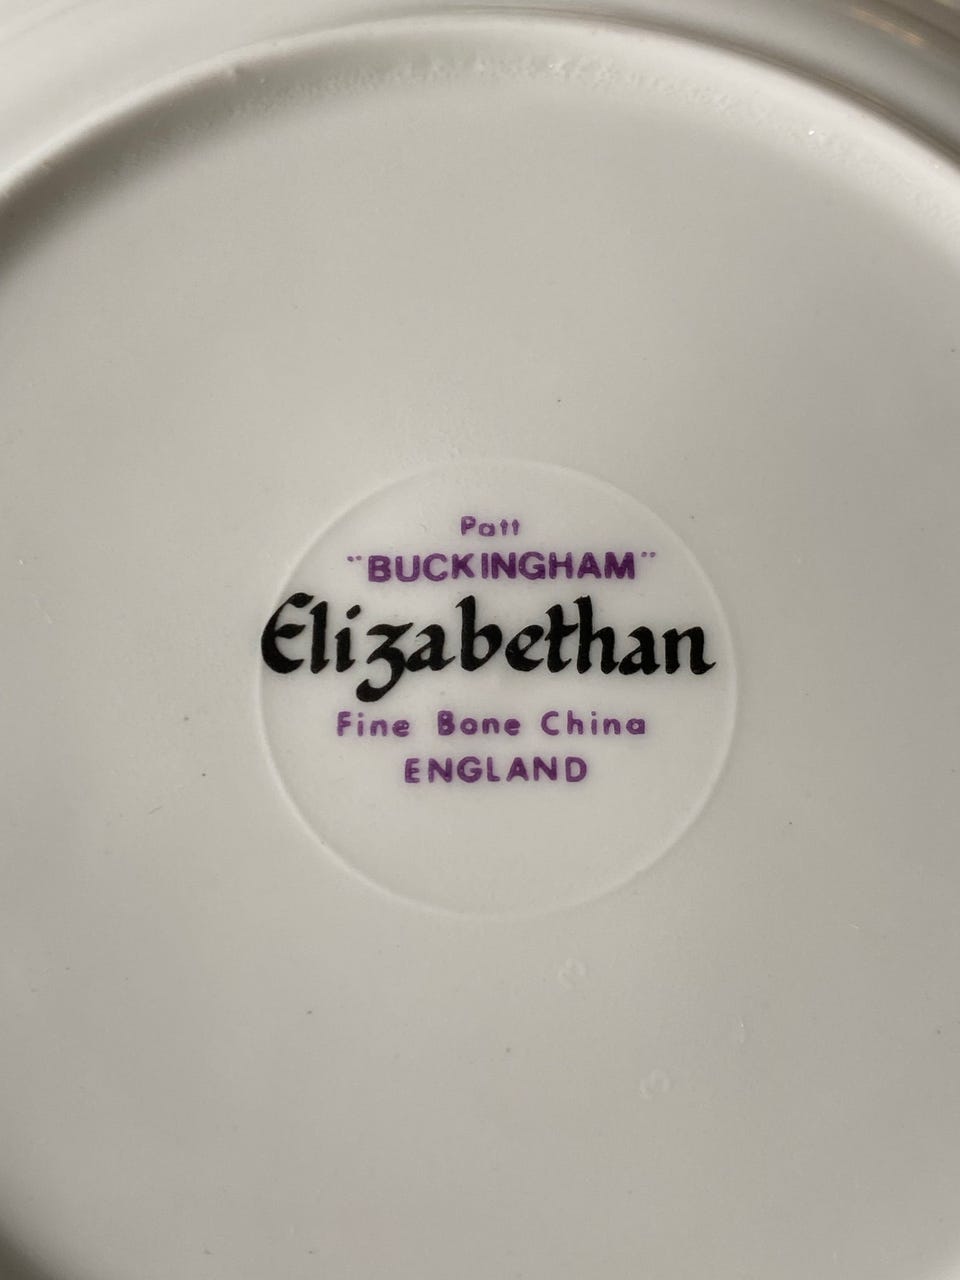 Patt
"BUCKINGHAM"
Elizabethan
Fine Bone China
ENGLAND